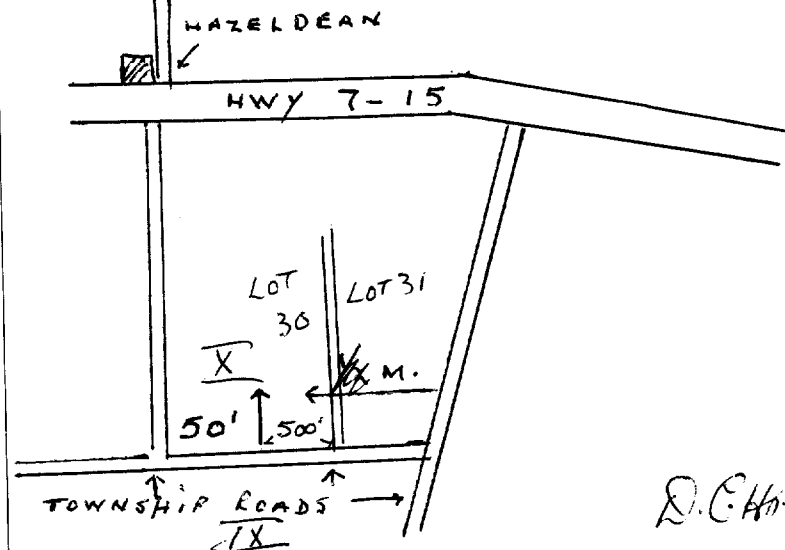 HAZELDEAN
HWY 7-15
LOT 30
LOT 31
X
M.
50'
500'
TOWNSHIP ROADS
IX